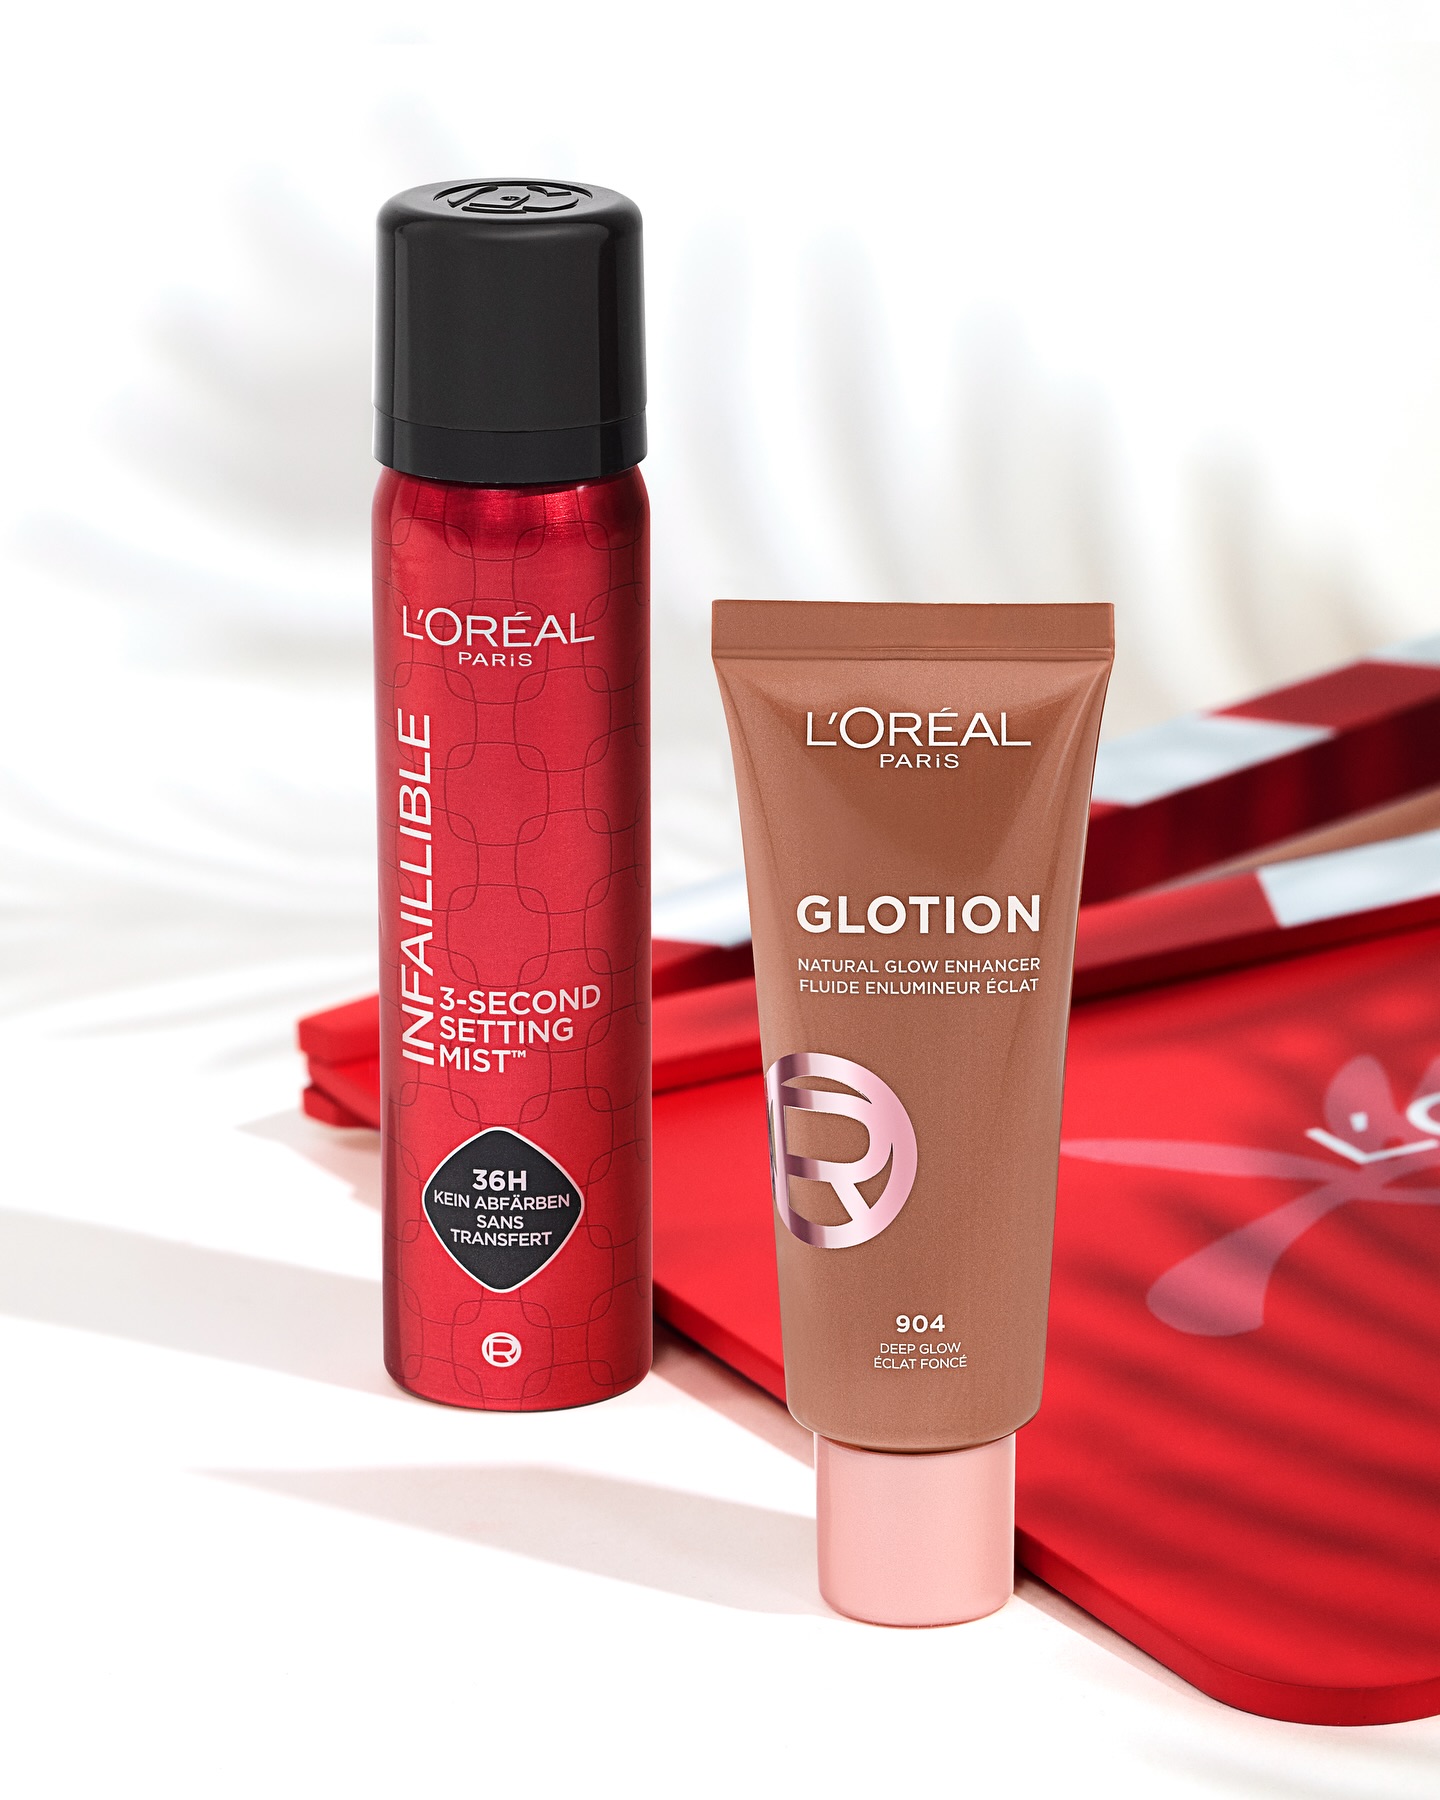 L'ORÉAL
PARiS
INFAILLIBLE
3-SECOND
SETTING
MIST™
36H
KEIN ABFÄRBEN
SANS
TRANSFERT
L'ORÉAL
PARiS
GLOTION
NATURAL GLOW ENHANCER
FLUIDE ENLUMINEUR ÉCLAT
904
DEEP GLOW
ÉCLAT FONCÉ